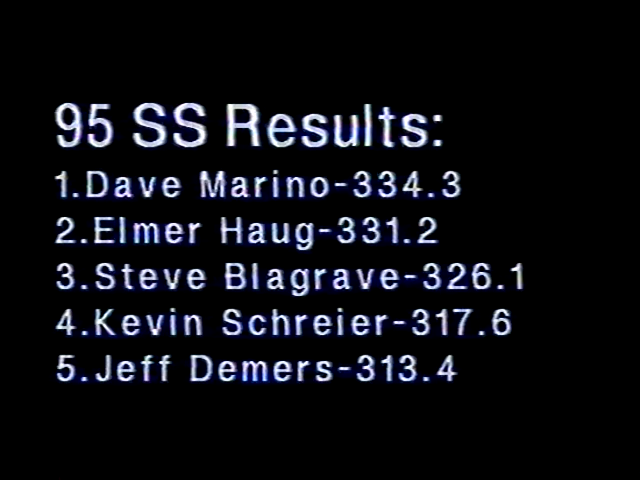 95 SS Results:
1.Dave Marino-334.3
2.Elmer Haug-331.2
3.Steve Blagrave-326.1
4.Kevin Schreier-317.6
5.Jeff Demers-313.4